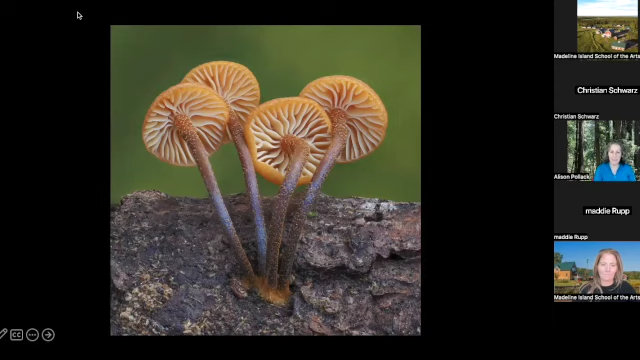 Madeline Island School of the Arts
Christian Schwarz
Christian Schwarz
Alison Pollack
maddie Rupp
maddie Rupp
Madeline Island School of the Arts
CC